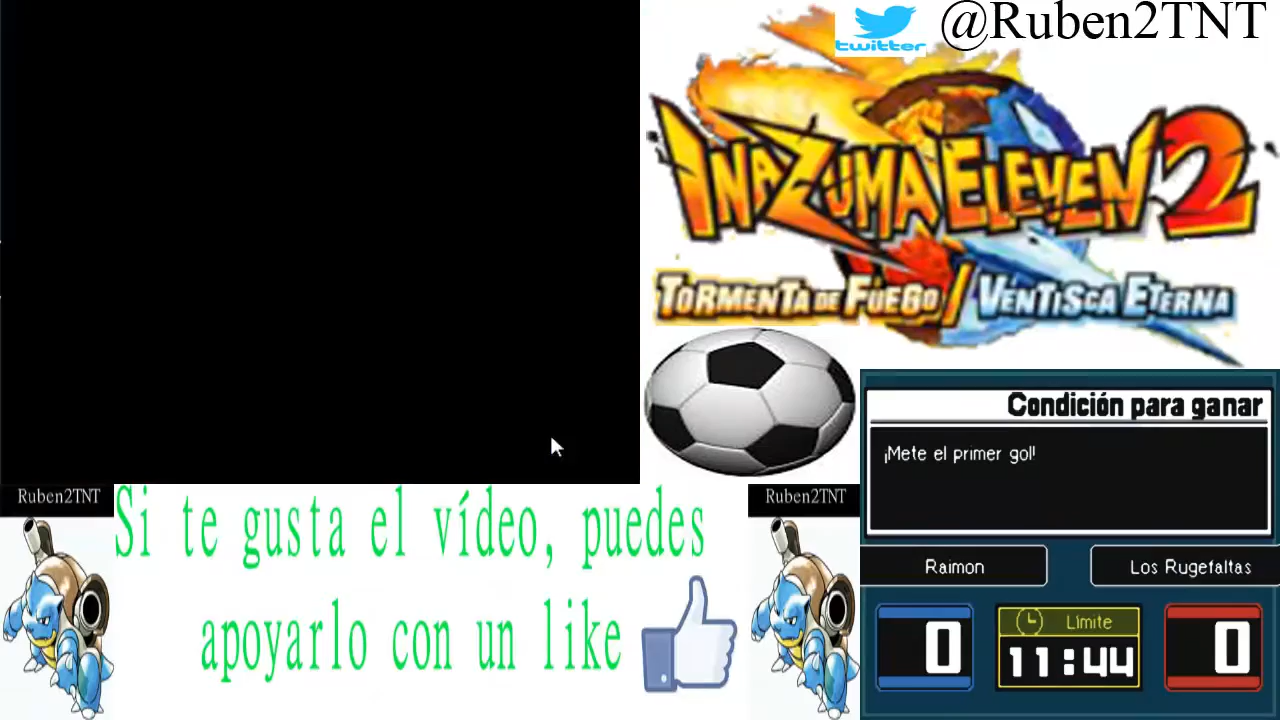 twitter @Ruben2TNT
INAZUMA ELEVEN 2
TORMENTA DE FUEGO / VENTISCA ETERNA
Condición para ganar
¡Mete el primer gol!
Ruben2TNT
Si te gusta el vídeo, puedes
apoyarlo con un like
Ruben2TNT
Raimon
Los Rugefaltas
0
Límite
11:44
0